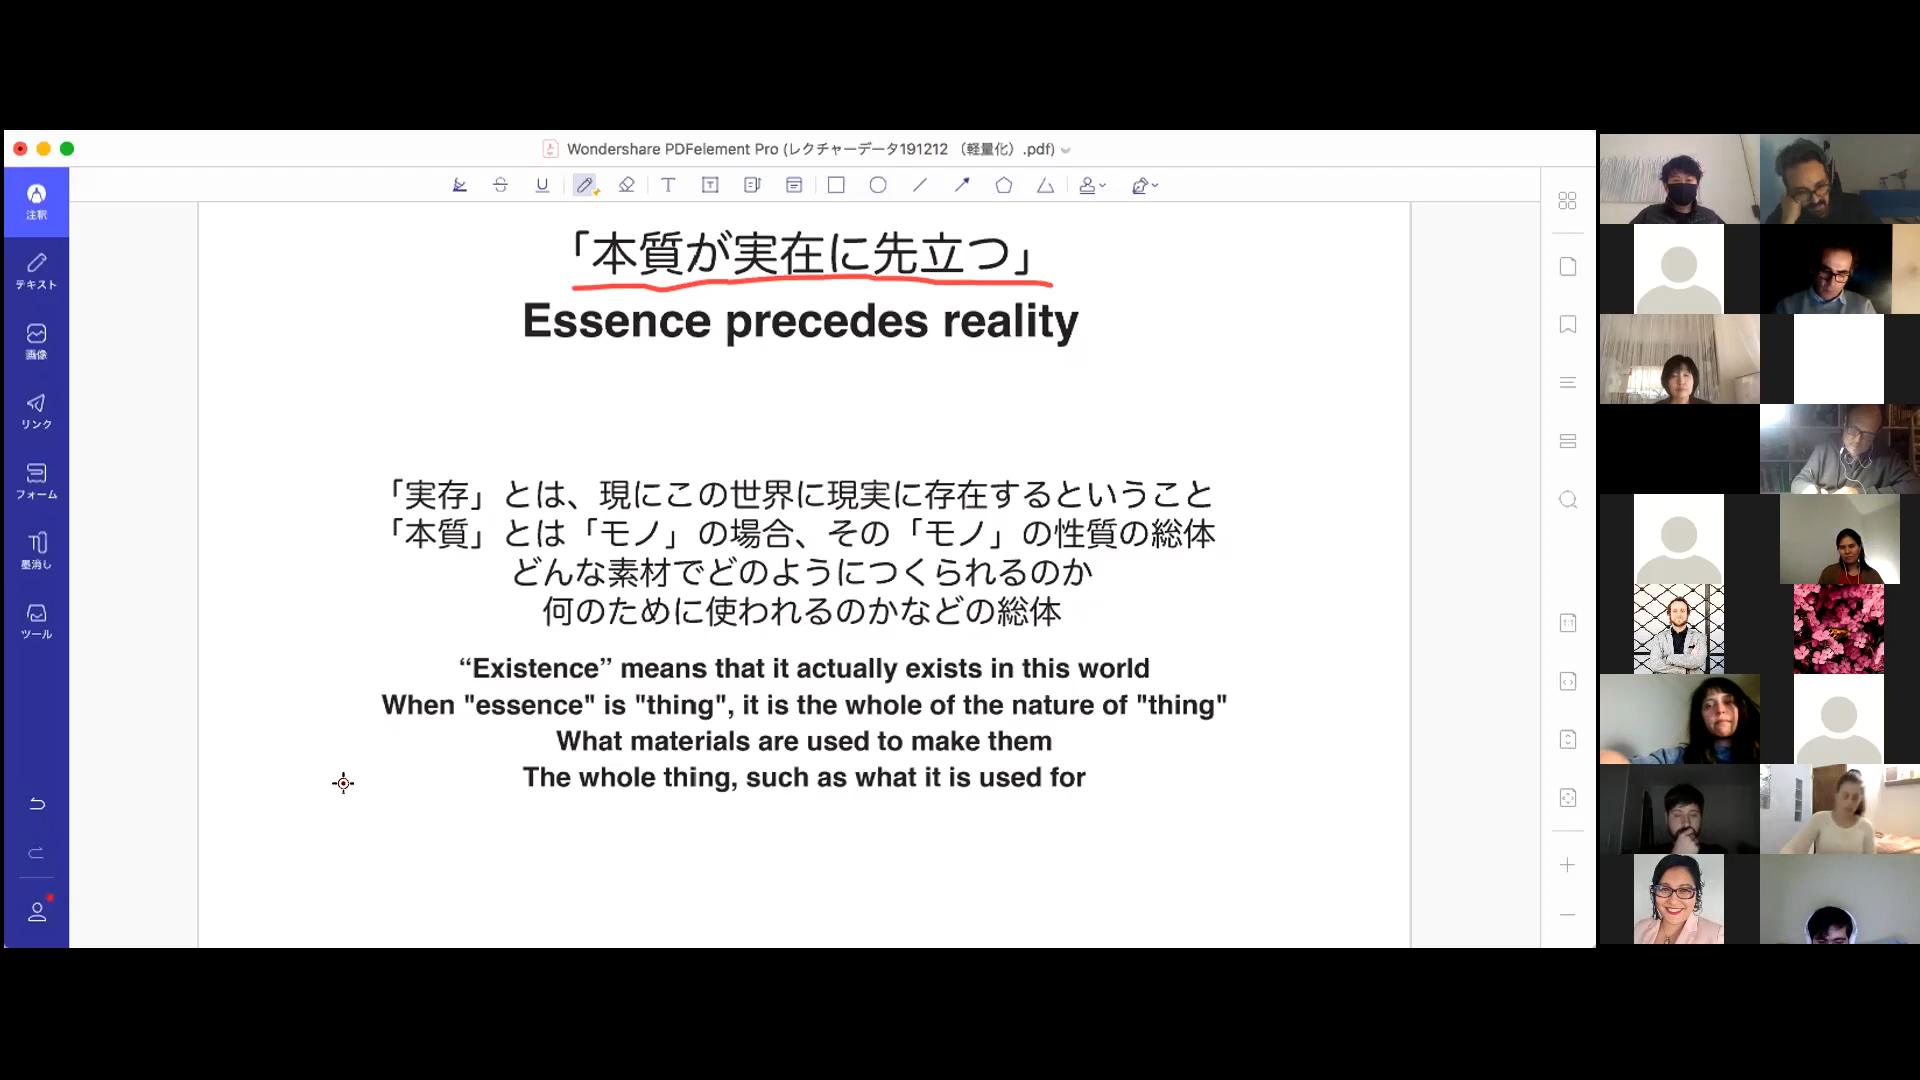 Wondershare PDFelement Pro (レクチャーデータ191212 （軽量化）.pdf)
注釈
テキスト
画像
リンク
フォーム
墨消し
ツール
「本質が実在に先立つ」
Essence precedes reality
「実存」とは、現にこの世界に現実に存在するということ
「本質」とは「モノ」の場合、その「モノ」の性質の総体
どんな素材でどのようにつくられるのか
何のために使われるのかなどの総体
“Existence” means that it actually exists in this world
When "essence" is "thing", it is the whole of the nature of "thing"
What materials are used to make them
The whole thing, such as what it is used for